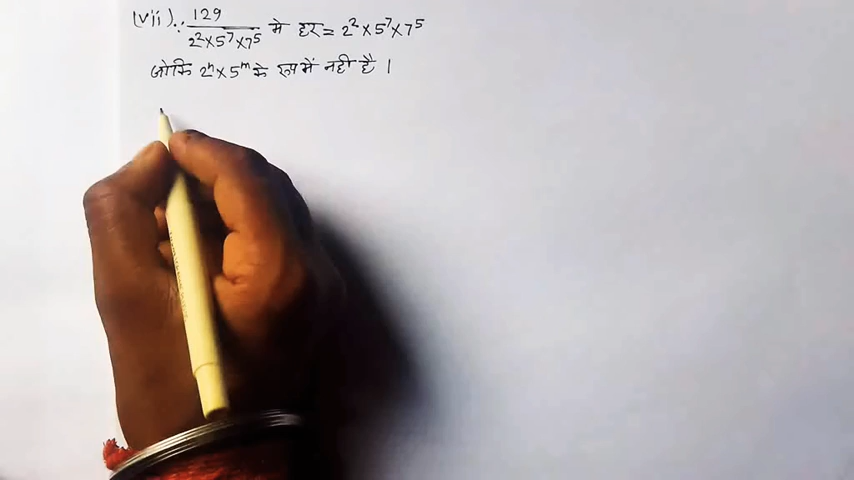 (vii) ∵ 129/2²×5⁷×7⁵ मे हर = 2²×5⁷×7⁵
जोकि 2ⁿ×5ᵐ के रूप में नही है ।